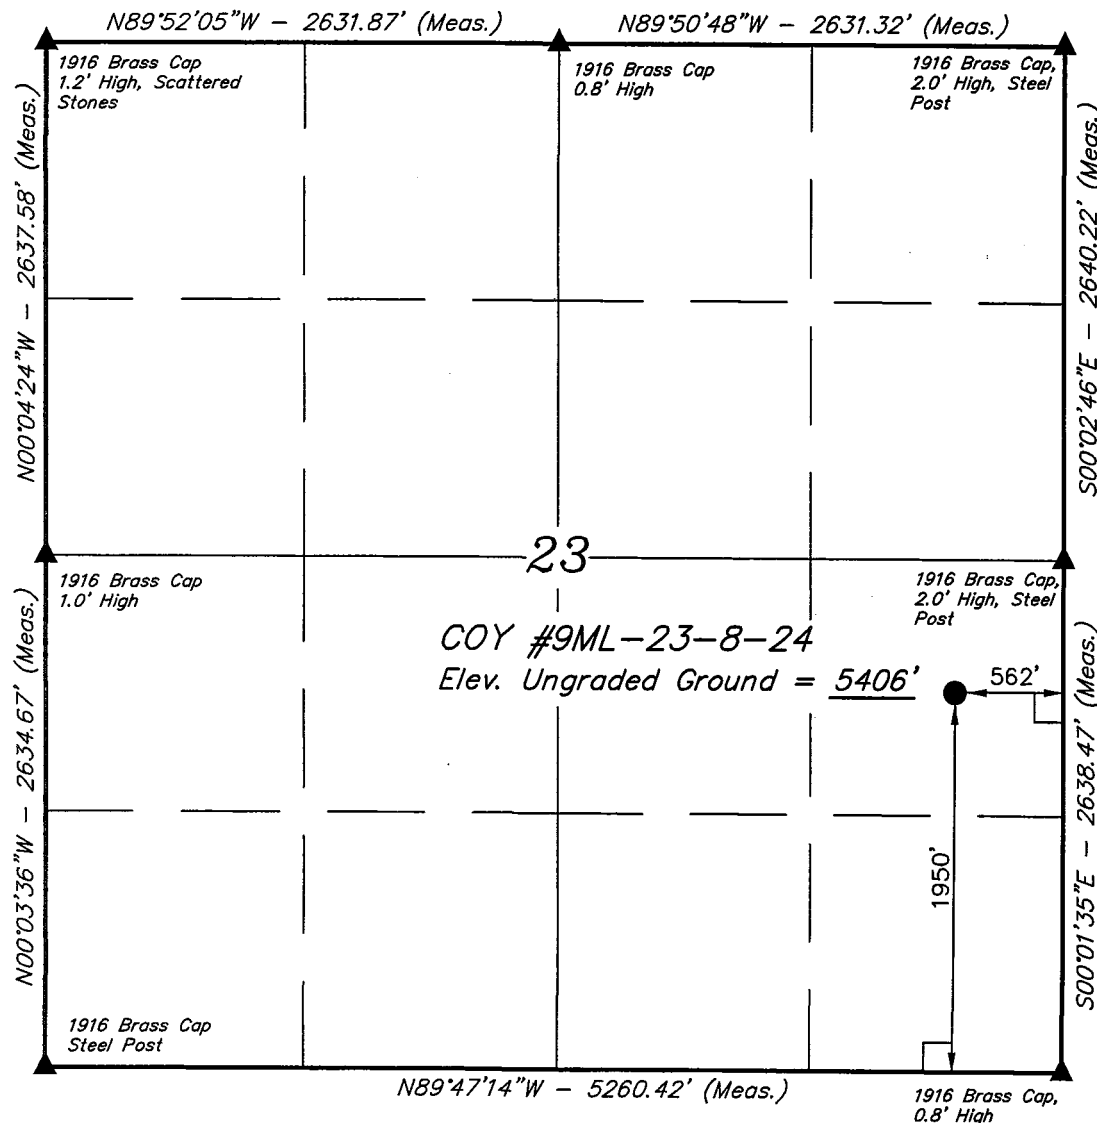 N89°52'05"W - 2631.87' (Meas.)
N89°50'48"W - 2631.32' (Meas.)
1916 Brass Cap
1.2' High, Scattered
Stones
1916 Brass Cap
0.8' High
1916 Brass Cap,
2.0' High, Steel
Post
N00°04'24"W - 2637.58' (Meas.)
S00°02'46"E - 2640.22' (Meas.)
23
1916 Brass Cap
1.0' High
1916 Brass Cap,
2.0' High, Steel
Post
COY #9ML-23-8-24
Elev. Ungraded Ground = 5406'
562'
1950'
N00°03'36"W - 2634.67' (Meas.)
S00°01'35"E - 2638.47' (Meas.)
1916 Brass Cap
Steel Post
N89°47'14"W - 5260.42' (Meas.)
1916 Brass Cap,
0.8' High